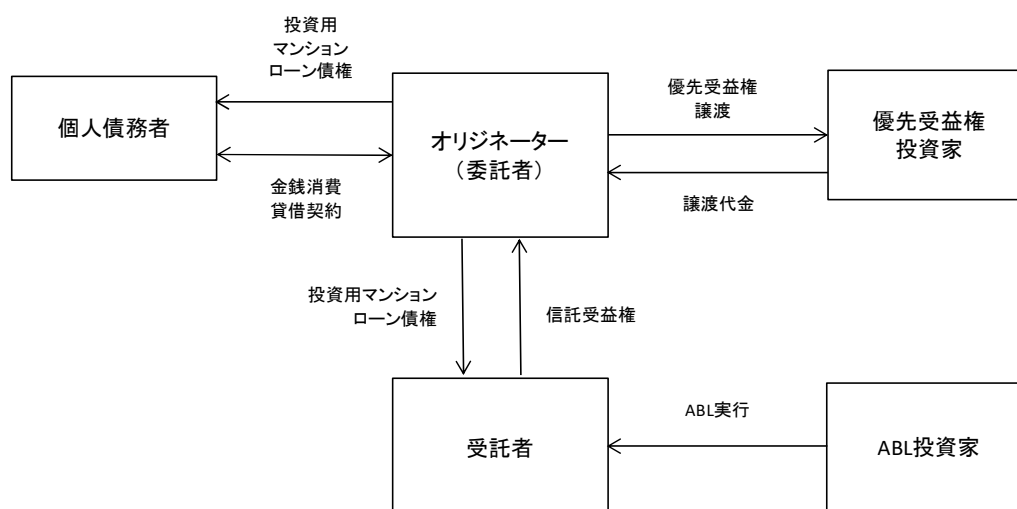 投資用
マンション
ローン債権
個人債務者
金銭消費
貸借契約
オリジネーター
（委託者）
優先受益権
譲渡
譲渡代金
優先受益権
投資家
投資用マンション
ローン債権
信託受益権
受託者
ABL実行
ABL投資家